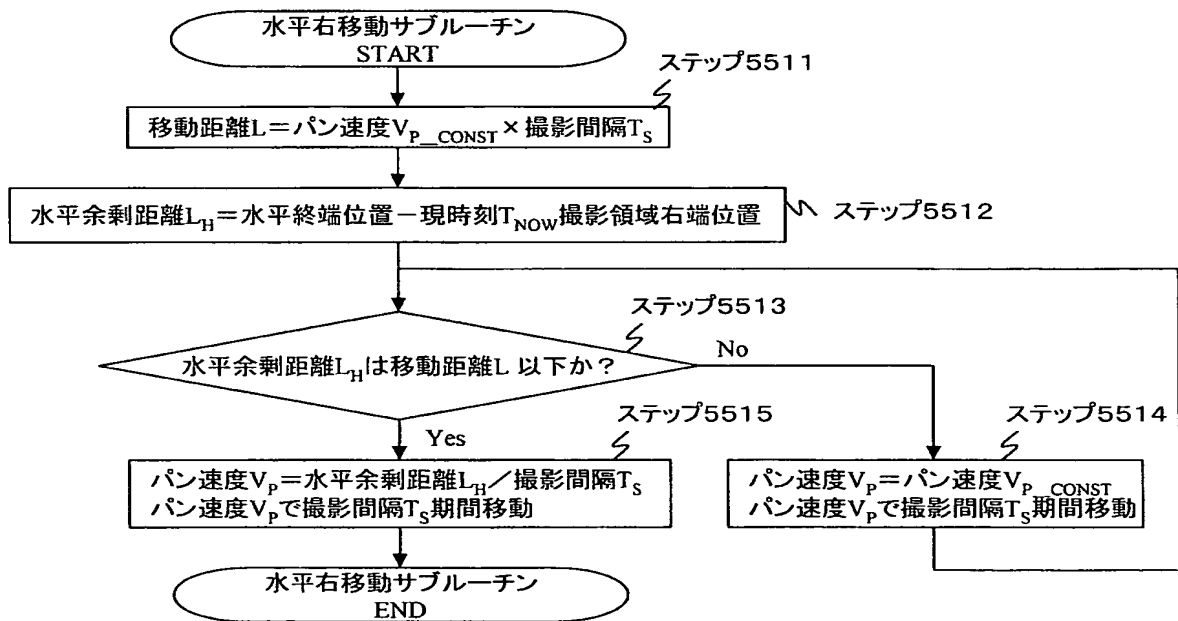 水平右移動サブルーチン
START
ステップ5511
移動距離L＝パン速度V_P_CONST×撮影間隔T_S
水平余剰距離L_H＝水平終端位置－現時刻T_NOW撮影領域右端位置
ステップ5512
ステップ5513
水平余剰距離L_Hは移動距離L 以下か？
No
Yes
ステップ5515
パン速度V_P＝水平余剰距離L_H／撮影間隔T_S
パン速度V_Pで撮影間隔T_S期間移動
ステップ5514
パン速度V_P＝パン速度V_P_CONST
パン速度V_Pで撮影間隔T_S期間移動
水平右移動サブルーチン
END